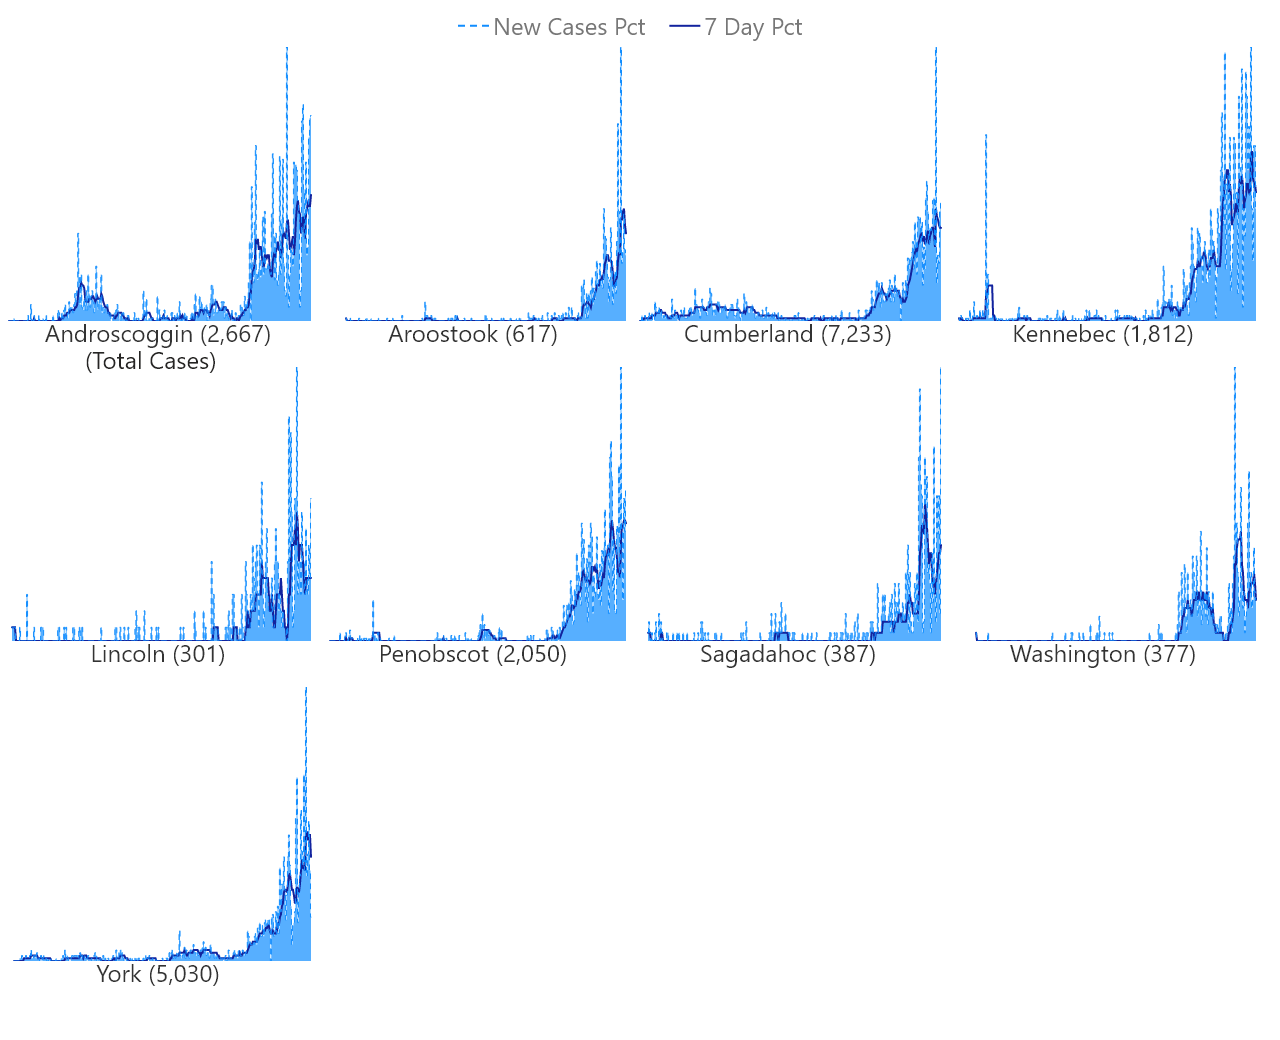 New Cases Pct 7 Day Pct
Androscoggin (2,667)
(Total Cases)
Aroostook (617)
Cumberland (7,233)
Kennebec (1,812)
Lincoln (301)
Penobscot (2,050)
Sagadahoc (387)
Washington (377)
York (5,030)